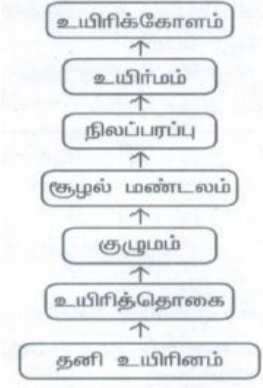 உயிரிக்கோளம்
உயிர்மம்
நிலப்பரப்பு
சூழல் மண்டலம்
குழுமம்
உயிரித்தொகை
தனி உயிரினம்